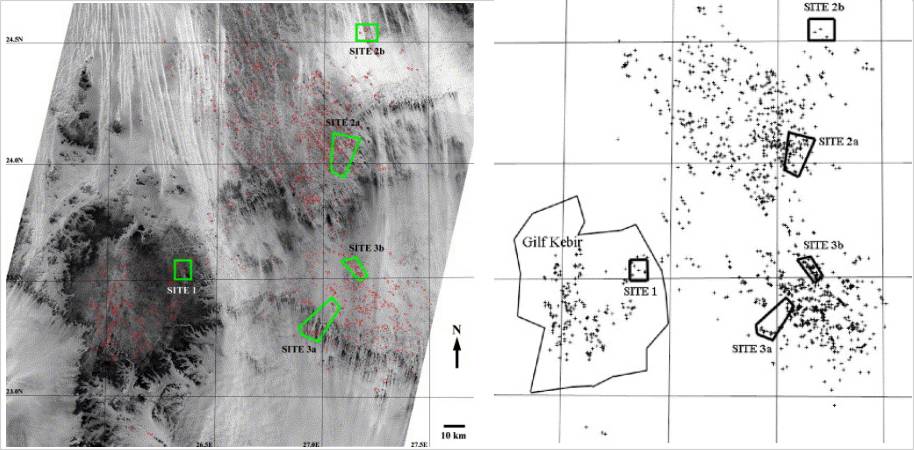 24.5N
SITE 2b
SITE 2a
24.0N
SITE 3b
SITE 1
SITE 3a
N
23.0N
10 km
26.5E
27.0E
27.5E
SITE 2b
SITE 2a
Gilf Kebir
SITE 3b
SITE 1
SITE 3a